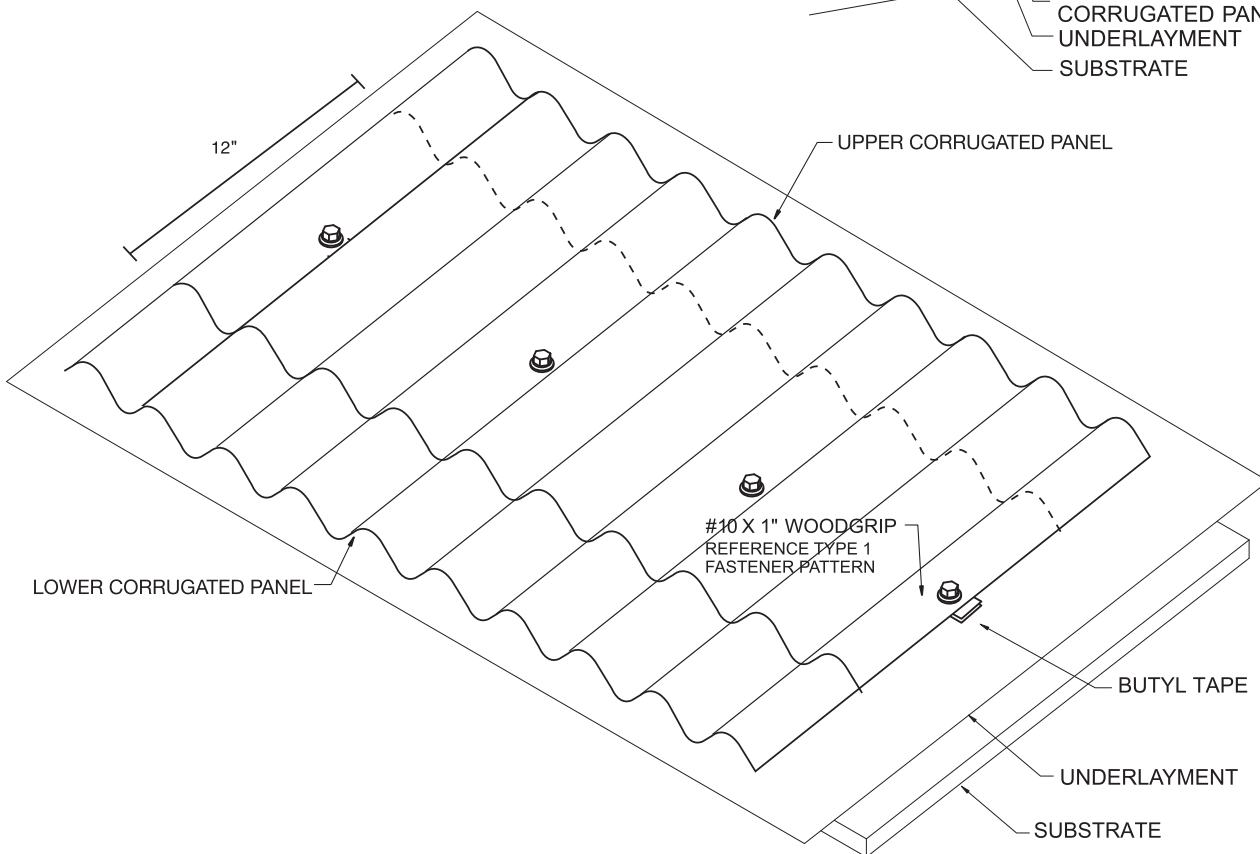 CORRUGATED PAN
UNDERLAYMENT
SUBSTRATE
12"
UPPER CORRUGATED PANEL
#10 X 1" WOODGRIP
REFERENCE TYPE 1
FASTENER PATTERN
LOWER CORRUGATED PANEL
BUTYL TAPE
UNDERLAYMENT
SUBSTRATE